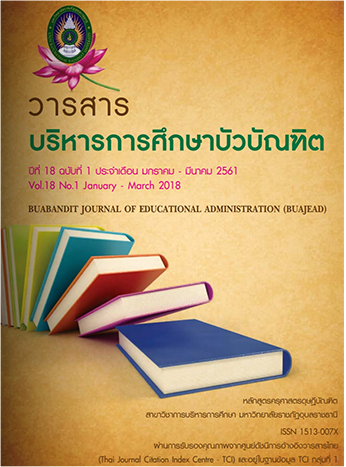 วารสาร
บริหารการศึกษาบัวบัณฑิต
ปีที่ 18 ฉบับที่ 1 ประจำเดือน มกราคม - มีนาคม 2561
Vol.18 No.1 January - March 2018
BUABANDIT JOURNAL OF EDUCATIONAL ADMINISTRATION (BUAJEAD)
หลักสูตรครุศาสตรดุษฎีบัณฑิต
สาขาวิชาการบริหารการศึกษา มหาวิทยาลัยราชภัฏอุบลราชธานี
ISSN 1513-007X
ผ่านการรับรองคุณภาพจากศูนย์ดัชนีการอ้างอิงวารสารไทย
(Thai Journal Citation Index Centre - TCI) และอยู่ในฐานข้อมูล TCI กลุ่มที่ 1